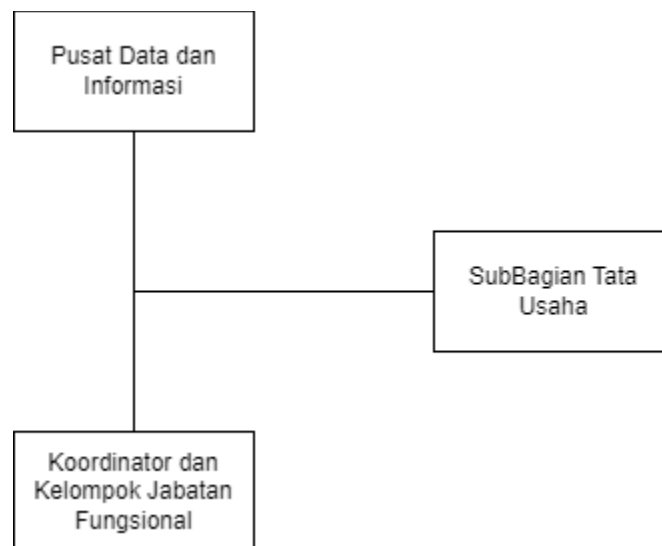 Pusat Data dan
Informasi
SubBagian Tata
Usaha
Koordinator dan
Kelompok Jabatan
Fungsional